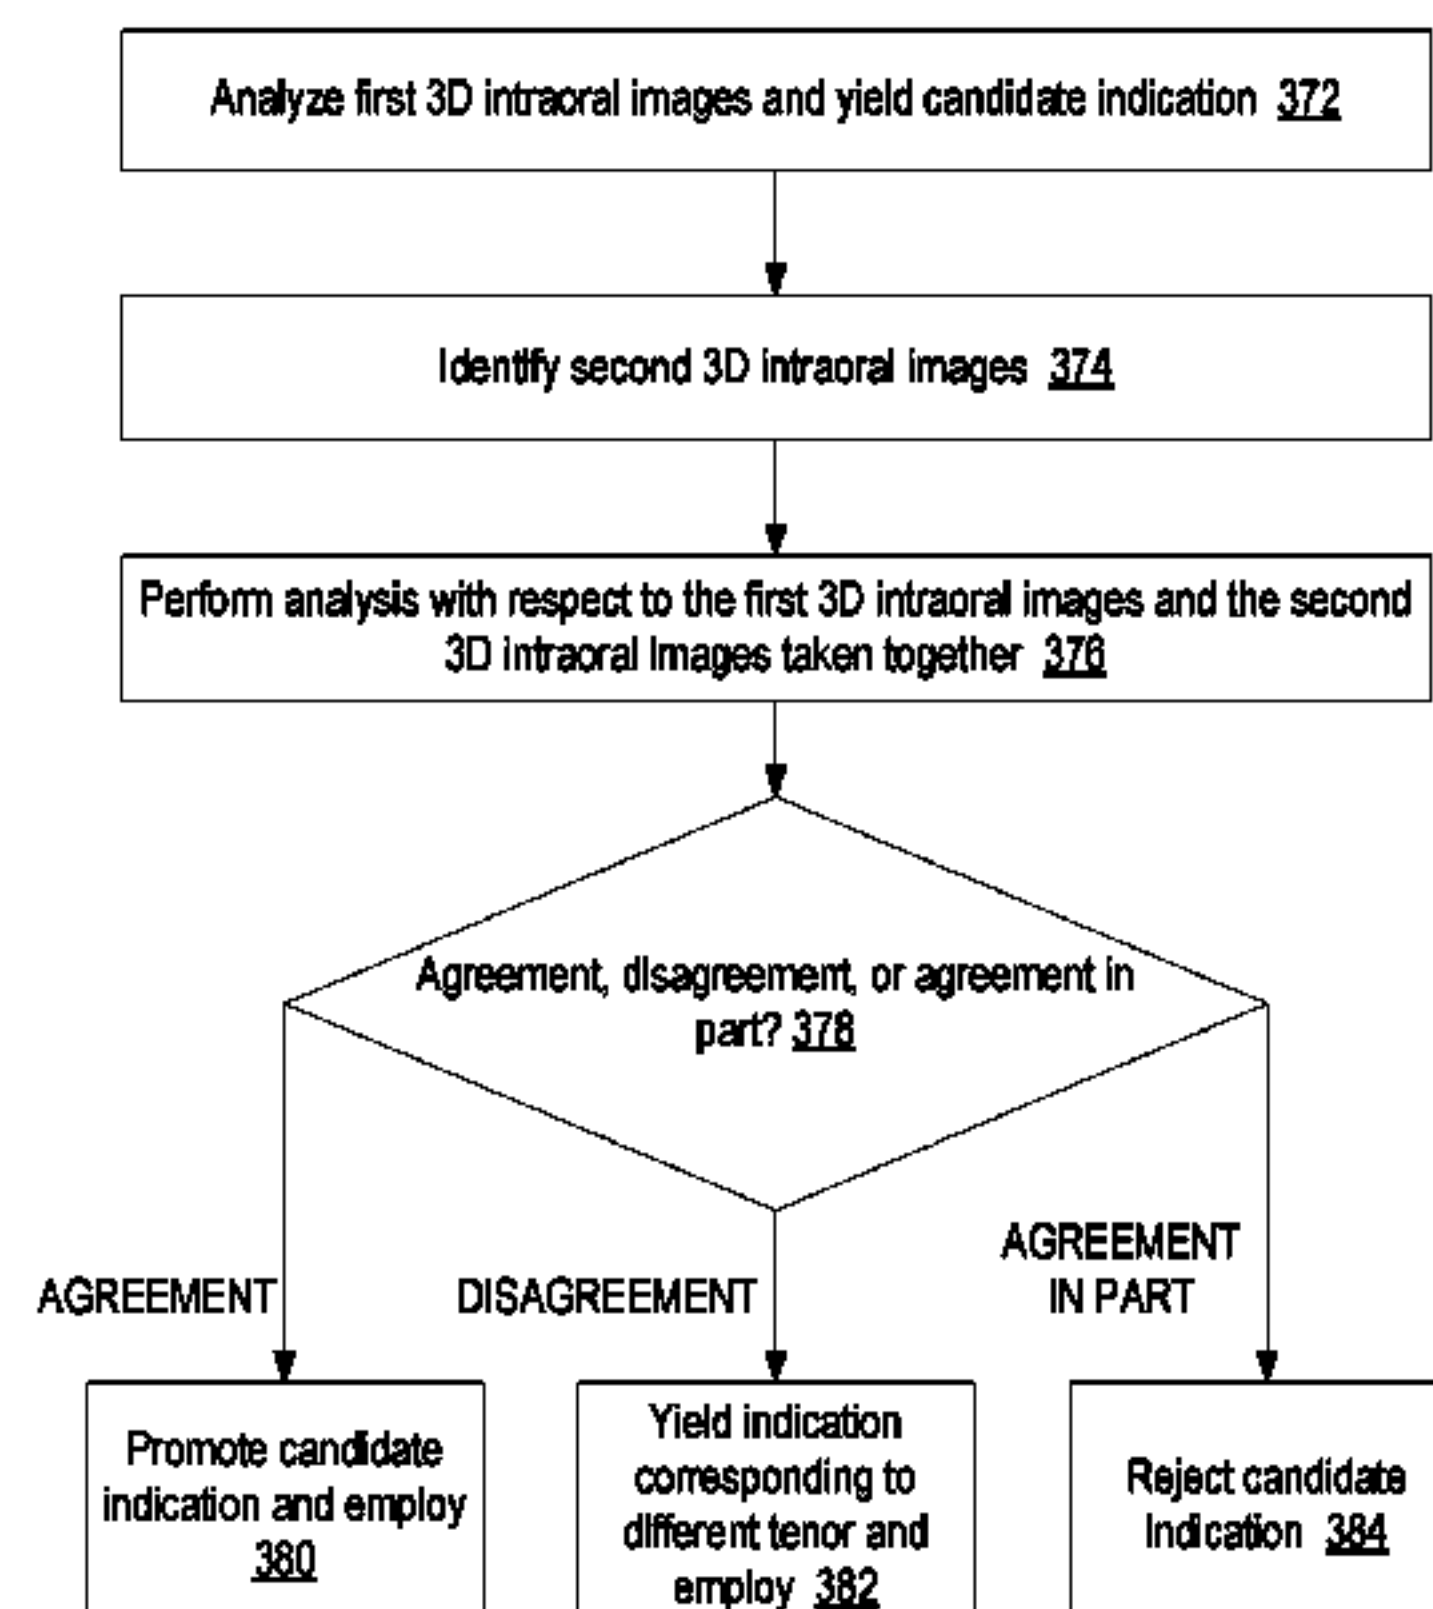 Analyze first 3D intraoral images and yield candidate indication 372
Identify second 3D intraoral images 374
Perform analysis with respect to the first 3D intraoral images and the second
3D intraoral images taken together 376
Agreement, disagreement, or agreement in
part? 378
AGREEMENT
DISAGREEMENT
AGREEMENT
IN PART
Promote candidate
indication and employ
380
Yield indication
corresponding to
different tenor and
employ 382
Reject candidate
indication 384